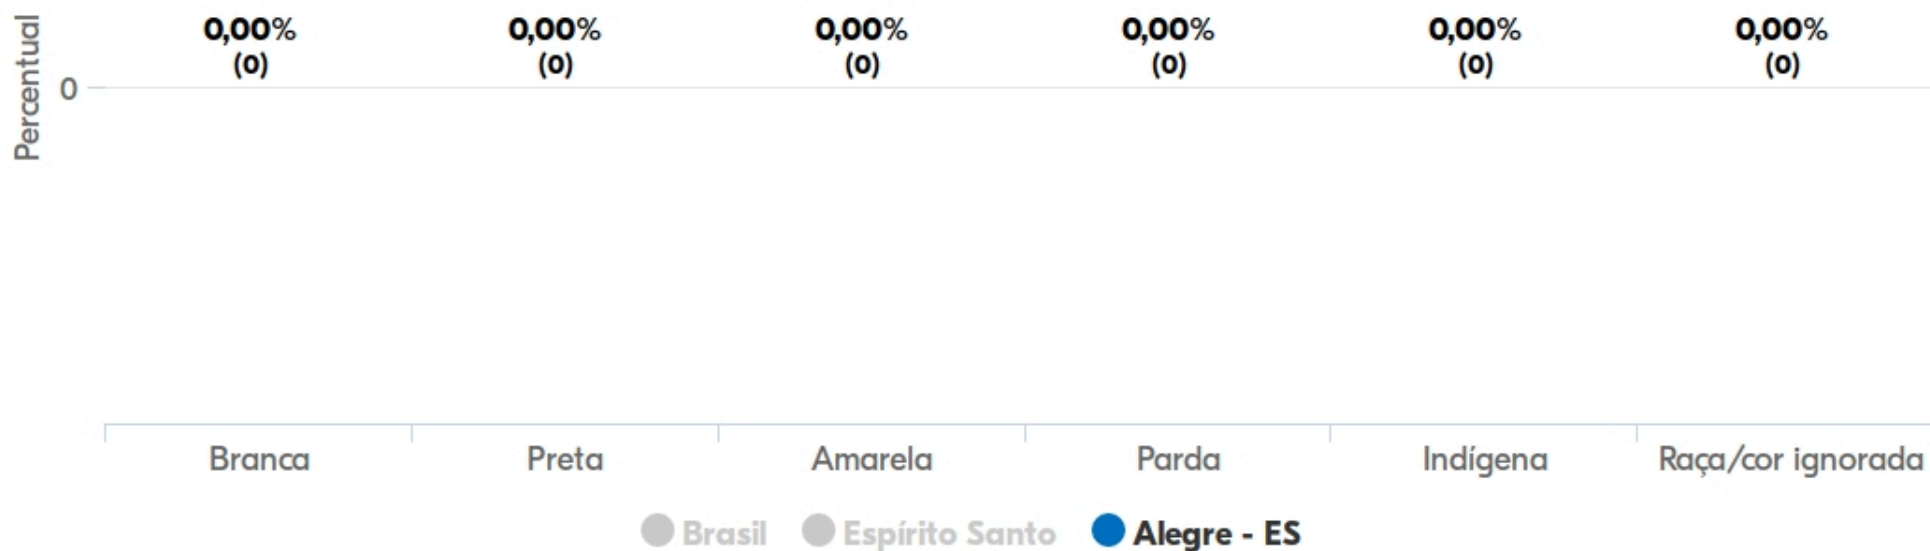 Percentual
0,00% 0,00% 0,00% 0,00% 0,00% 0,00%
(0) (0) (0) (0) (0) (0)
0
Branca Preta Amarela Parda Indígena Raça/cor ignorada
Brasil Espírito Santo Alegre - ES